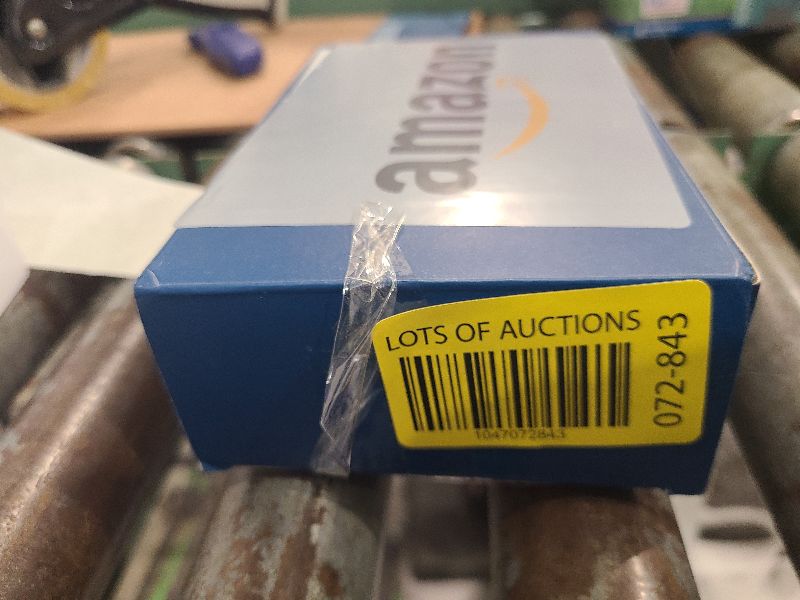 amazon
LOTS OF AUCTIONS
1047072843
072-843